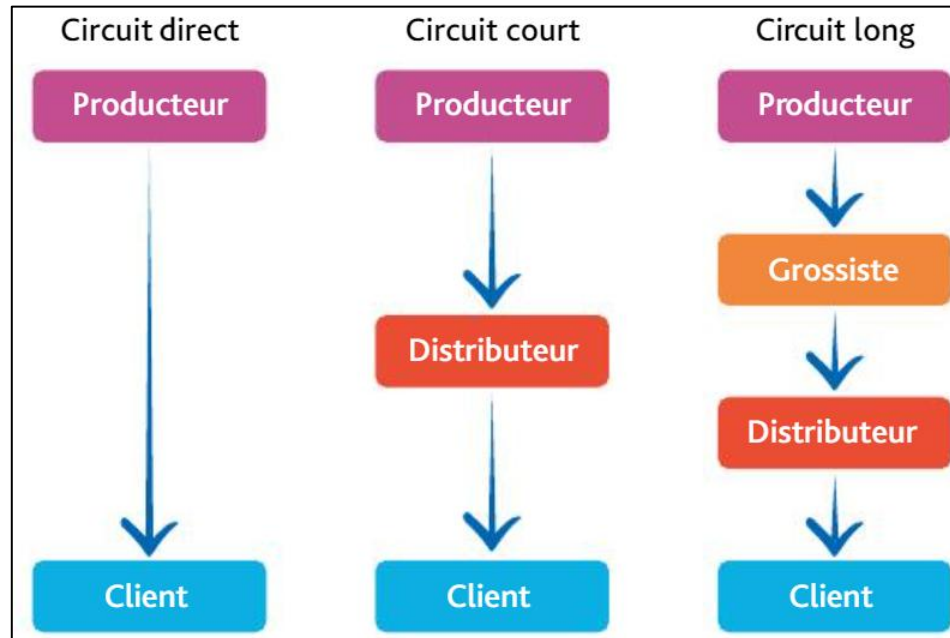 Circuit direct
Producteur
Client
Circuit court
Producteur
Distributeur
Client
Circuit long
Producteur
Grossiste
Distributeur
Client